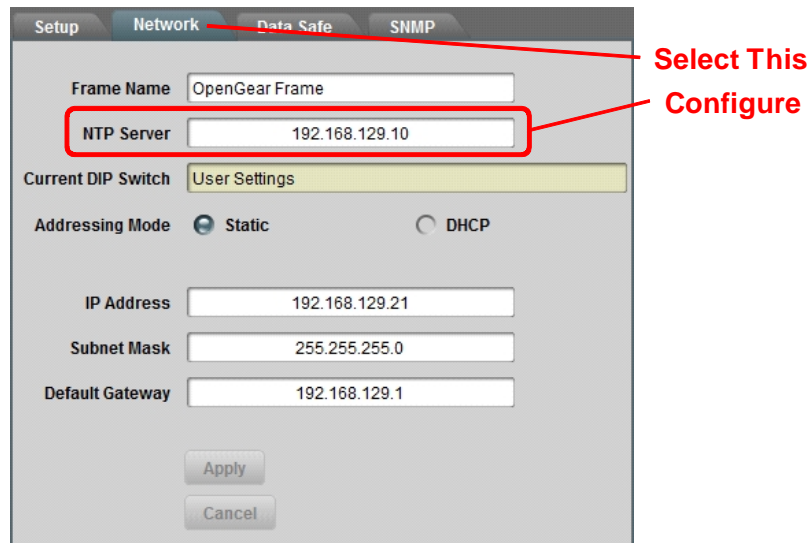 Setup Network Data Safe SNMP
Select This
Frame Name OpenGear Frame
Configure
NTP Server 192.168.129.10
Current DIP Switch User Settings
Addressing Mode Static DHCP
IP Address 192.168.129.21
Subnet Mask 255.255.255.0
Default Gateway 192.168.129.1
Apply
Cancel